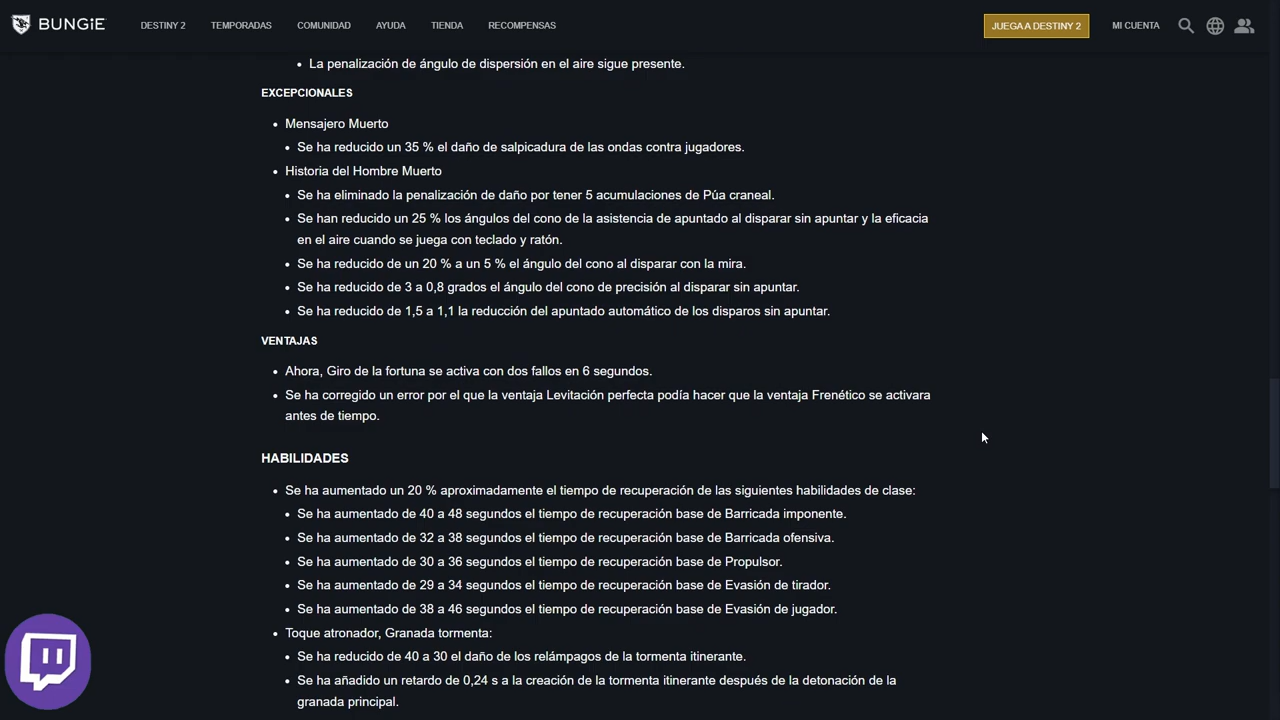 BUNGiE DESTINY 2 TEMPORADAS COMUNIDAD AYUDA TIENDA RECOMPENSAS JUEGA A DESTINY 2 MI CUENTA
La penalización de ángulo de dispersión en el aire sigue presente.
EXCEPCIONALES
Mensajero Muerto
Se ha reducido un 35 % el daño de salpicadura de las ondas contra jugadores.
Historia del Hombre Muerto
Se ha eliminado la penalización de daño por tener 5 acumulaciones de Púa craneal.
Se han reducido un 25 % los ángulos del cono de la asistencia de apuntado al disparar sin apuntar y la eficacia
en el aire cuando se juega con teclado y ratón.
Se ha reducido de un 20 % a un 5 % el ángulo del cono al disparar con la mira.
Se ha reducido de 3 a 0,8 grados el ángulo del cono de precisión al disparar sin apuntar.
Se ha reducido de 1,5 a 1,1 la reducción del apuntado automático de los disparos sin apuntar.
VENTAJAS
Ahora, Giro de la fortuna se activa con dos fallos en 6 segundos.
Se ha corregido un error por el que la ventaja Levitación perfecta podía hacer que la ventaja Frenético se activara
antes de tiempo.
HABILIDADES
Se ha aumentado un 20 % aproximadamente el tiempo de recuperación de las siguientes habilidades de clase:
Se ha aumentado de 40 a 48 segundos el tiempo de recuperación base de Barricada imponente.
Se ha aumentado de 32 a 38 segundos el tiempo de recuperación base de Barricada ofensiva.
Se ha aumentado de 30 a 36 segundos el tiempo de recuperación base de Propulsor.
Se ha aumentado de 29 a 34 segundos el tiempo de recuperación base de Evasión de tirador.
Se ha aumentado de 38 a 46 segundos el tiempo de recuperación base de Evasión de jugador.
Toque atronador, Granada tormenta:
Se ha reducido de 40 a 30 el daño de los relámpagos de la tormenta itinerante.
Se ha añadido un retardo de 0,24 s a la creación de la tormenta itinerante después de la detonación de la
granada principal.